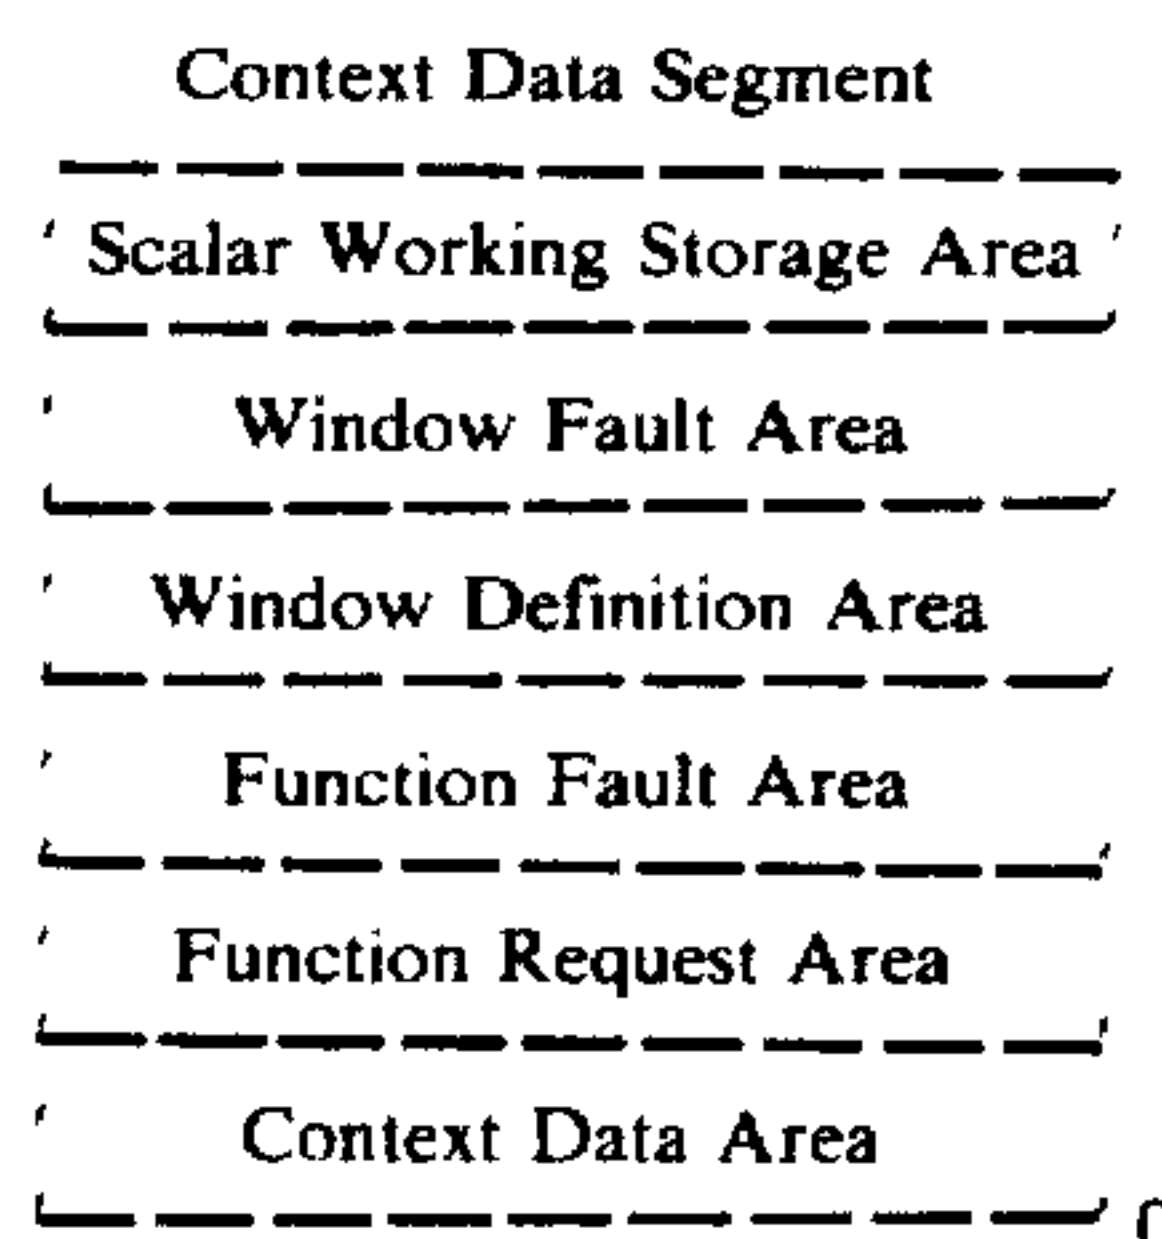 Context Data Segment
Scalar Working Storage Area
Window Fault Area
Window Definition Area
Function Fault Area
Function Request Area
Context Data Area